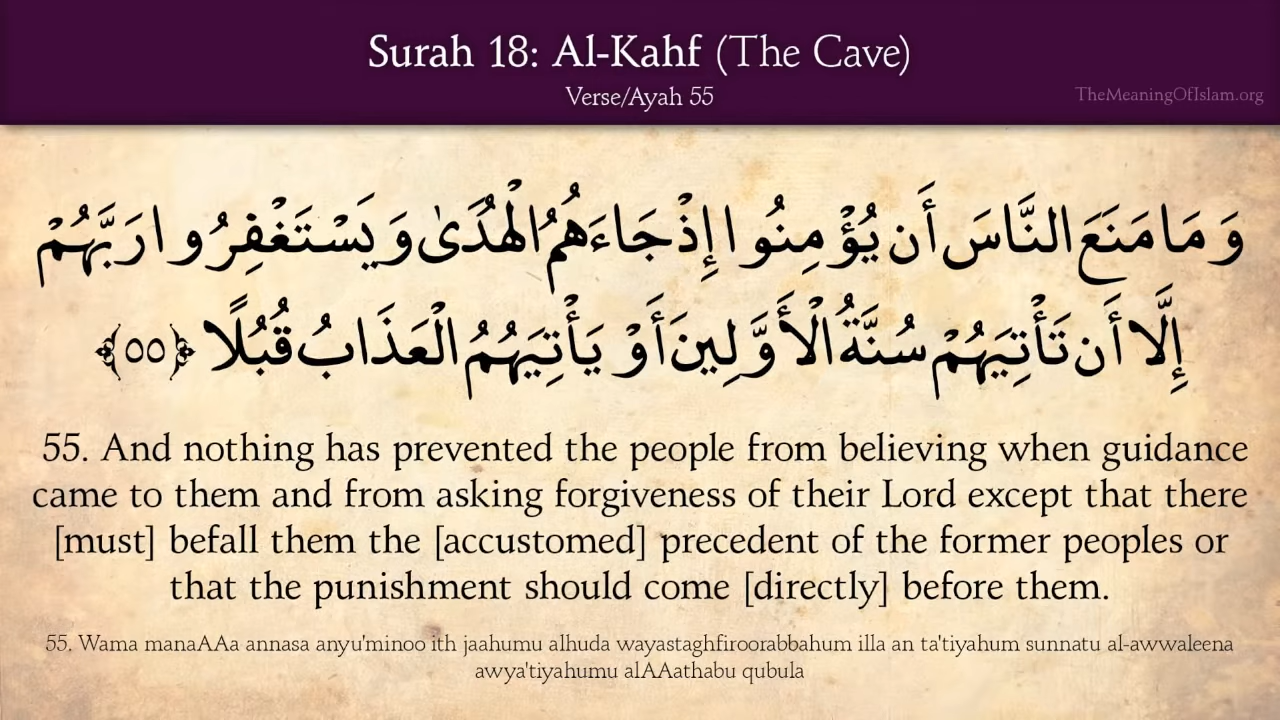 Surah 18: Al-Kahf (The Cave)
Verse/Ayah 55
TheMeaningOfIslam.org
وَمَا مَنَعَ النَّاسَ أَن يُؤْمِنُوا إِذْ جَاءَهُمُ الْهُدَىٰ وَيَسْتَغْفِرُوا رَبَّهُمْ
إِلَّا أَن تَأْتِيَهُمْ سُنَّةُ الْأَوَّلِينَ أَوْ يَأْتِيَهُمُ الْعَذَابُ قُبُلًا ﴿٥٥﴾
55. And nothing has prevented the people from believing when guidance
came to them and from asking forgiveness of their Lord except that there
[must] befall them the [accustomed] precedent of the former peoples or
that the punishment should come [directly] before them.
55. Wama manaAAa annasa anyu'minoo ith jaahumu alhuda wayastaghfiroorabbahum illa an ta'tiyahum sunnatu al-awwaleena
awya'tiyahumu alAAathabu qubula